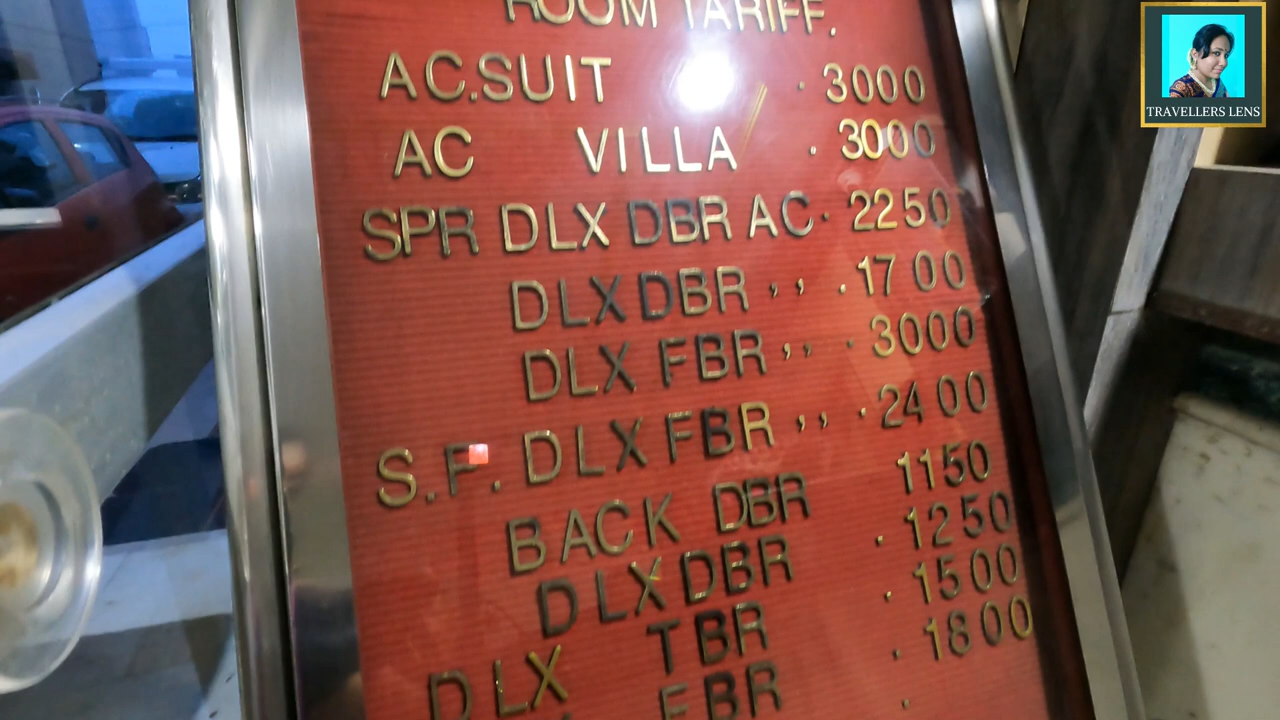 ROOM TARIFF.
AC.SUIT . 3000
AC VILLA . 3000
SPR DLX DBR AC . 2250
DLX DBR ,, . 1700
DLX FBR ,, . 3000
S.F. DLX FBR ,, . 2400
BACK DBR 1150
DLX DBR . 1250
DLX TBR . 1500
FBR . 1800
TRAVELLERS LENS